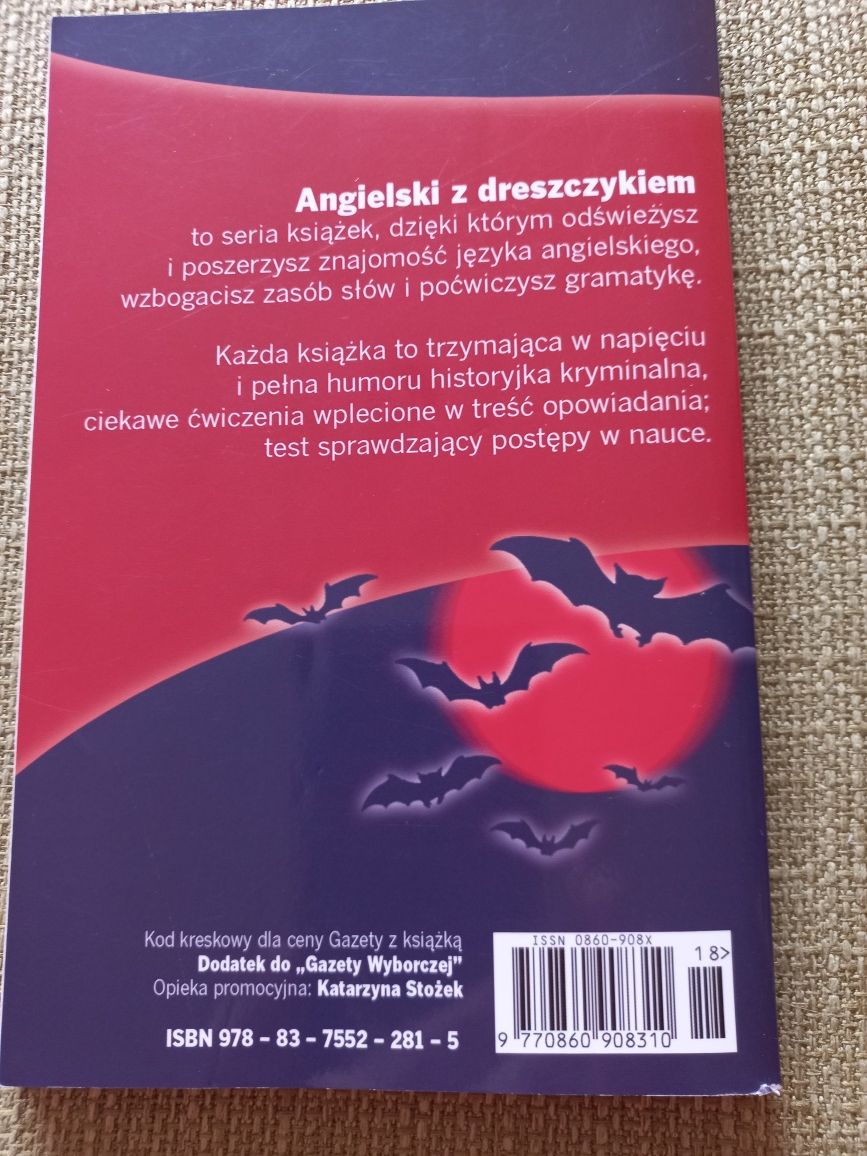 Angielski z dreszczykiem
to seria książek, dzięki którym odświeżysz
i poszerzysz znajomość języka angielskiego,
wzbogacisz zasób słów i poćwiczysz gramatykę.
Każda książka to trzymająca w napięciu
i pełna humoru historyjka kryminalna,
ciekawe ćwiczenia wplecione w treść opowiadania;
test sprawdzający postępy w nauce.
Kod kreskowy dla ceny Gazety z książką
Dodatek do „Gazety Wyborczej”
Opieka promocyjna: Katarzyna Stożek
ISBN 978 – 83 – 7552 – 281 – 5
ISSN 0860-908X
18>
9 770860 908310